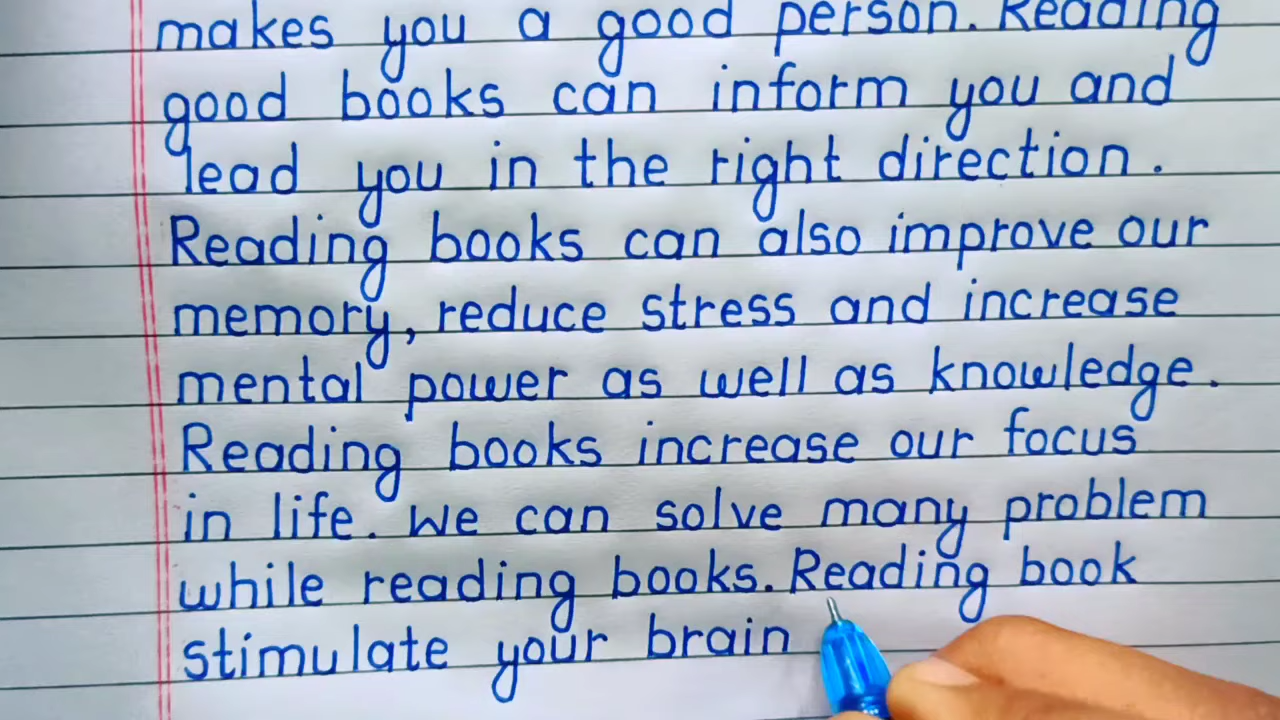 makes you a good person. Reading
good books can inform you and
lead you in the right direction.
Reading books can also improve our
memory, reduce stress and increase
mental power as well as knowledge.
Reading books increase our focus
in life. We can solve many problem
while reading books. Reading book
stimulate your brain